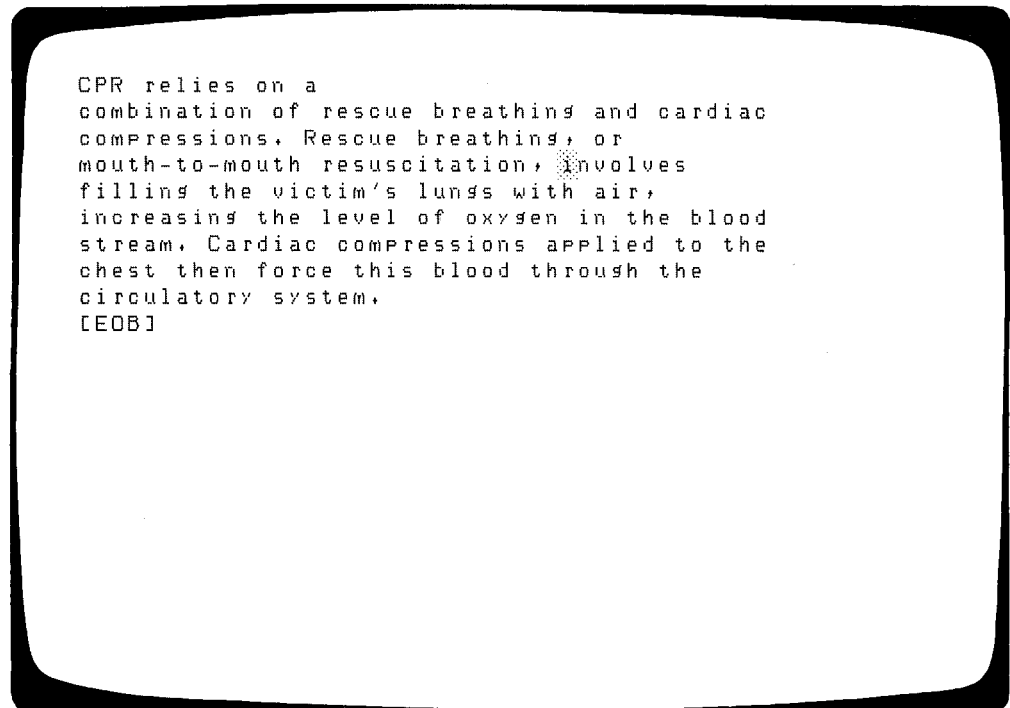 CPR relies on a
combination of rescue breathing and cardiac
compressions. Rescue breathing, or
mouth-to-mouth resuscitation, involves
filling the victim's lungs with air,
increasing the level of oxygen in the blood
stream. Cardiac compressions applied to the
chest then force this blood through the
circulatory system.
[EOB]